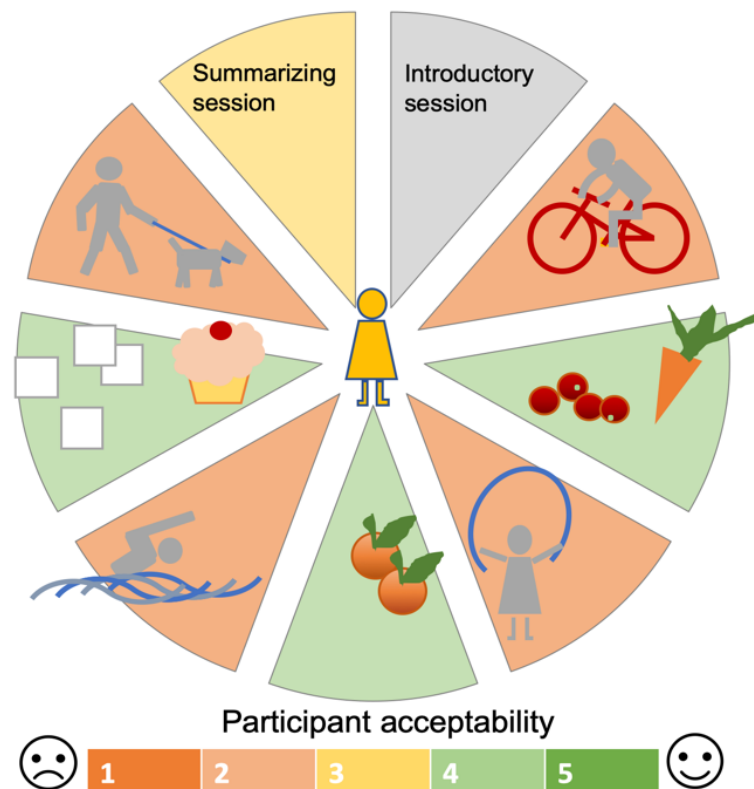 Summarizing
session
Introductory
session
Participant acceptability
1 2 3 4 5